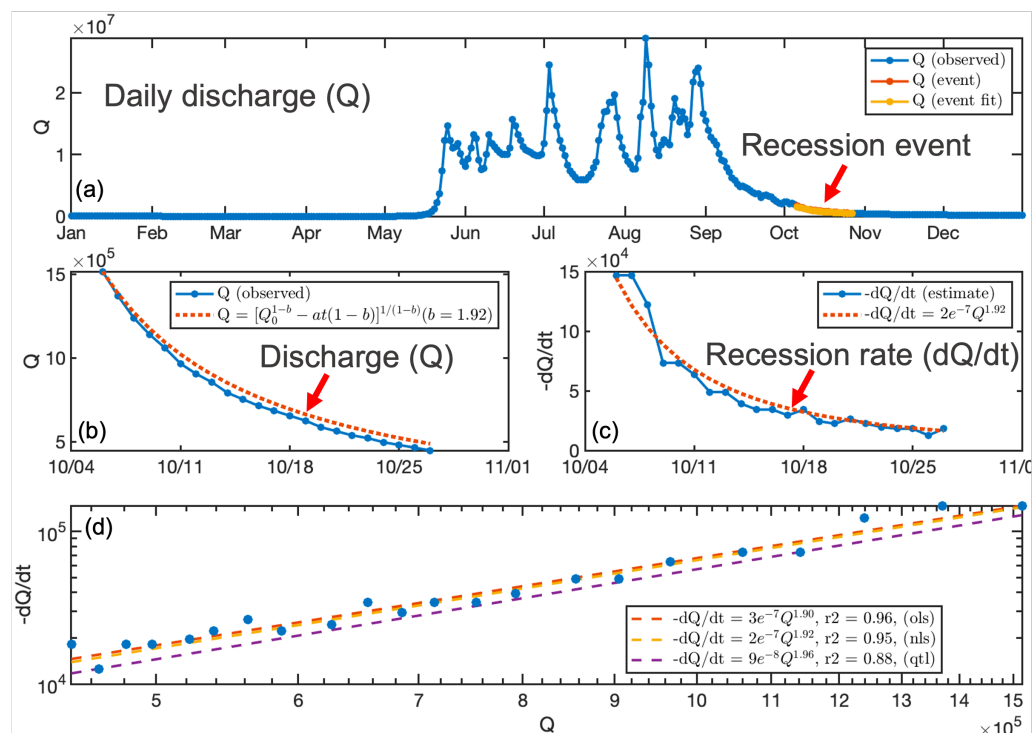 ×10⁷
Q
2
1
0
Daily discharge (Q)
Q (observed)
Q (event)
Q (event fit)
Recession event
(a)
Jan Feb Mar Apr May Jun Jul Aug Sep Oct Nov Dec
×10⁵
Q
15
10
5
Q (observed)
Q = [Q₀^{1−b} − at(1 − b)]^{1/(1−b)}(b = 1.92)
Discharge (Q)
(b)
10/04 10/11 10/18 10/25 11/01
×10⁴
-dQ/dt
15
10
5
0
-dQ/dt (estimate)
-dQ/dt = 2e⁻⁷Q^{1.92}
Recession rate (dQ/dt)
(c)
10/04 10/11 10/18 10/25 11/0
(d)
-dQ/dt
10⁵
10⁴
-dQ/dt = 3e⁻⁷Q^{1.90}, r2 = 0.96, (ols)
-dQ/dt = 2e⁻⁷Q^{1.92}, r2 = 0.95, (nls)
-dQ/dt = 9e⁻⁸Q^{1.96}, r2 = 0.88, (qtl)
5 6 7 8 9 10 11 12 13 14 15
Q
×10⁵